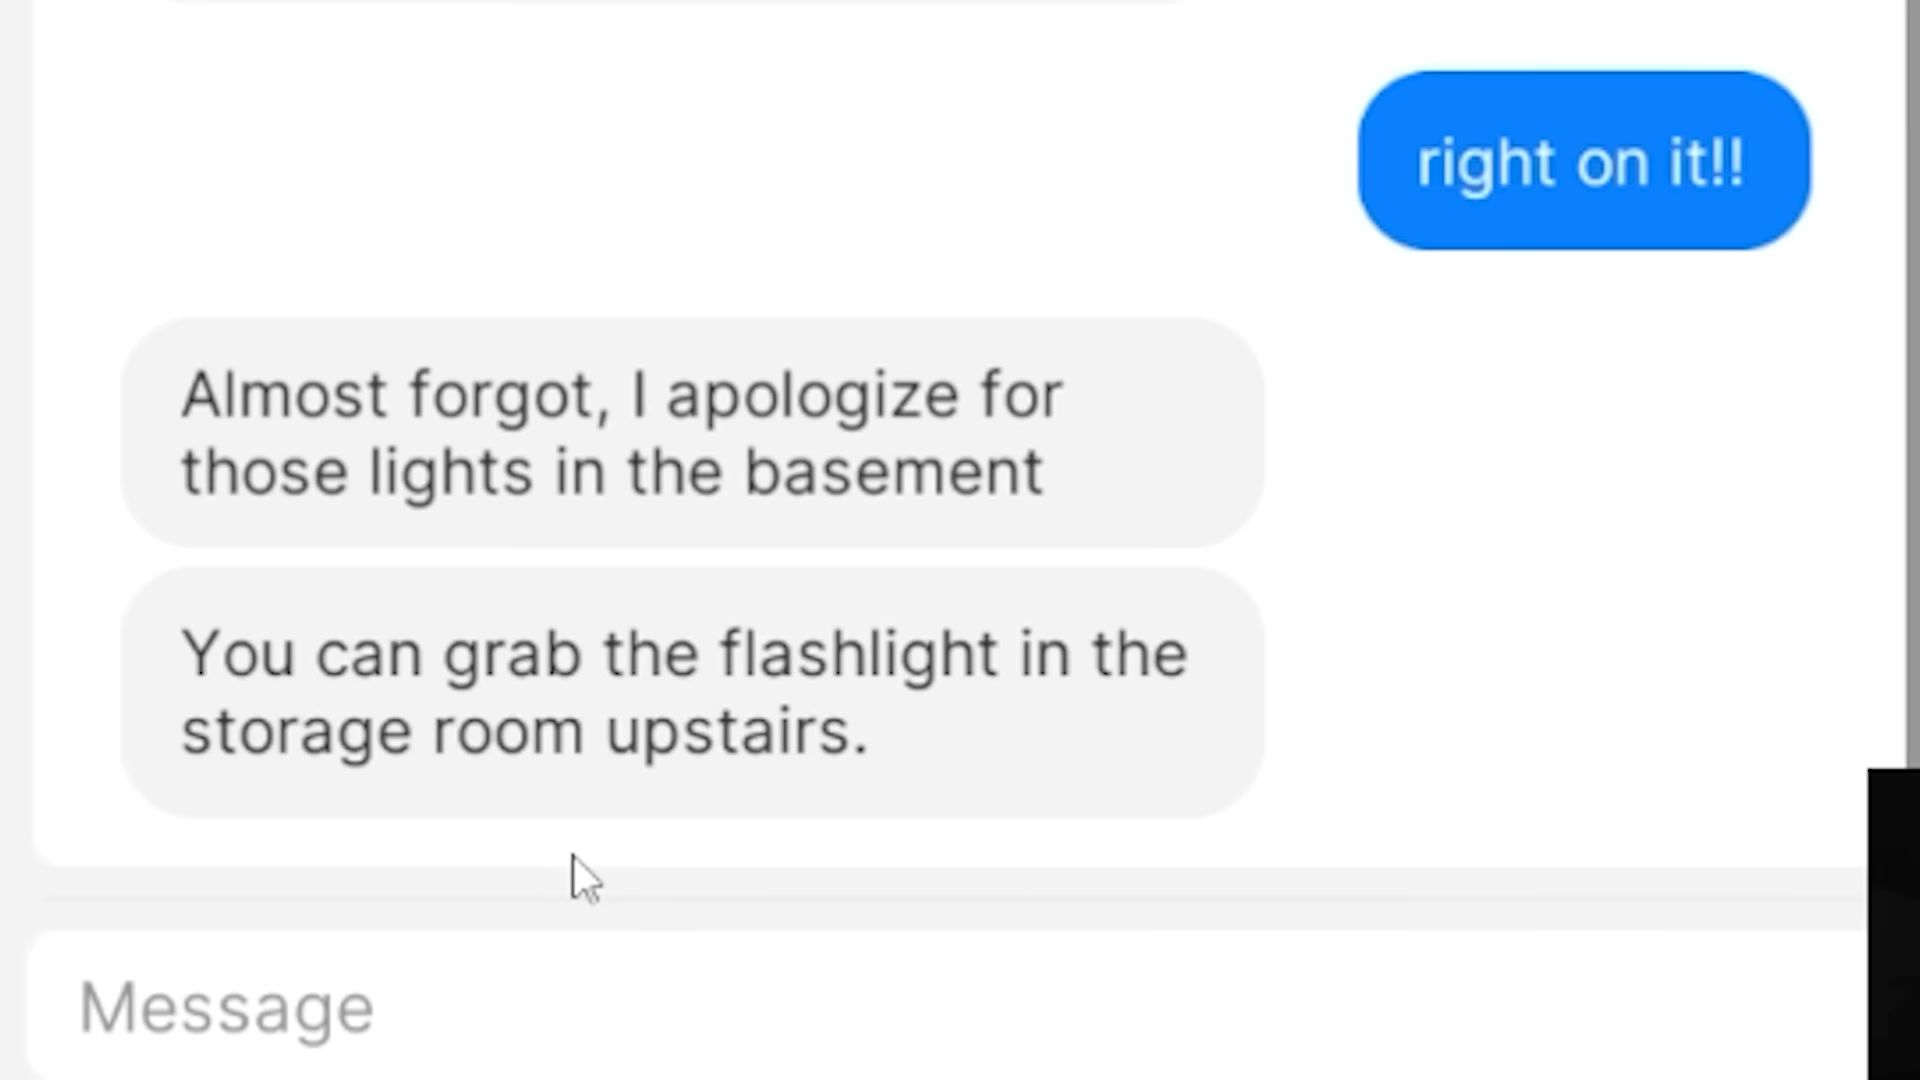 right on it!!
Almost forgot, I apologize for
those lights in the basement
You can grab the flashlight in the
storage room upstairs.
Message